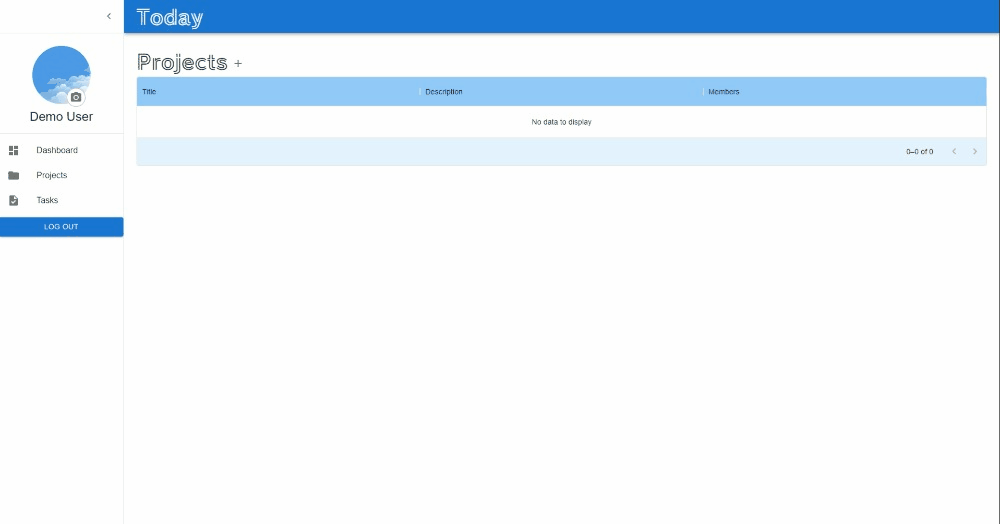 Today
Demo User
Dashboard
Projects
Tasks
LOG OUT
Projects +
Title Description Members
No data to display
0–0 of 0